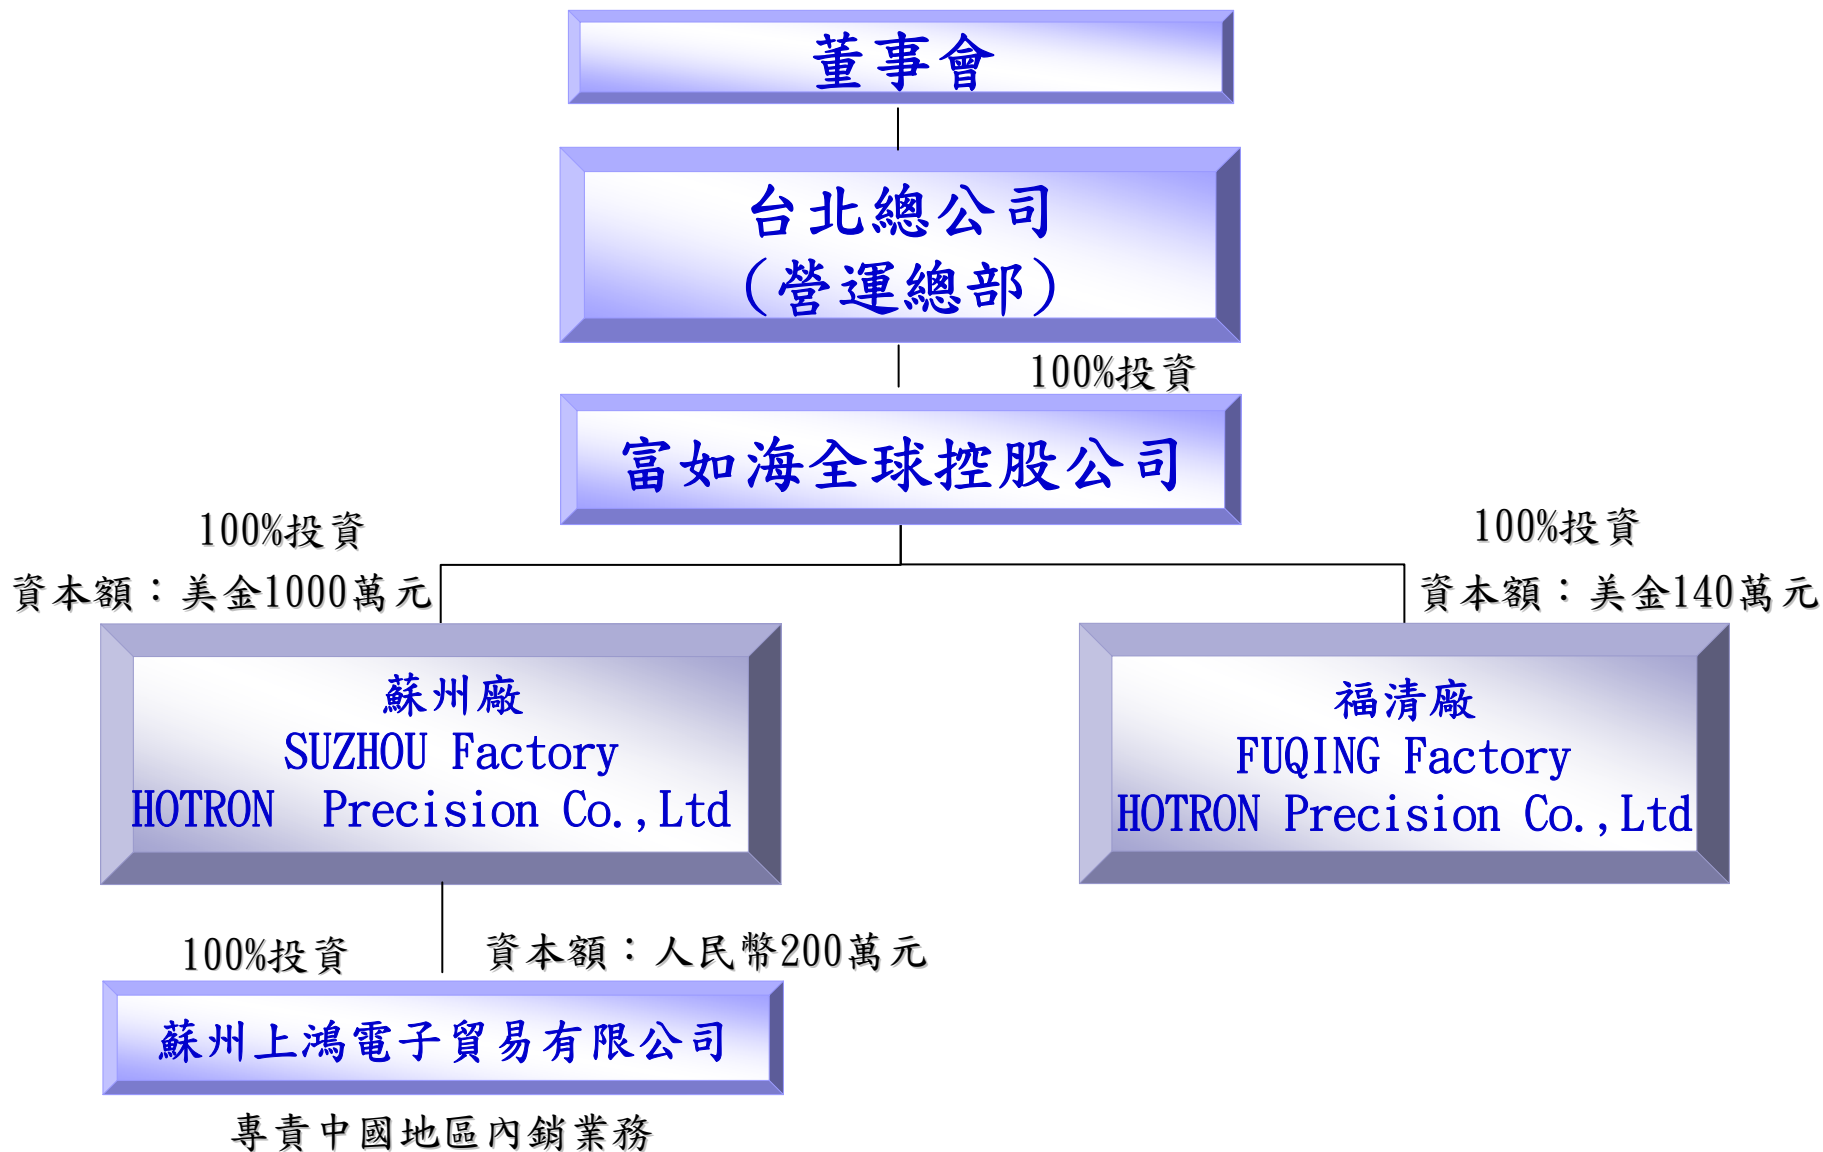 董事會
台北總公司
(營運總部)
100%投資
富如海全球控股公司
100%投資
資本額：美金1000萬元
100%投資
資本額：美金140萬元
蘇州廠
SUZHOU Factory
HOTRON  Precision Co.,Ltd
福清廠
FUQING Factory
HOTRON Precision Co.,Ltd
100%投資
資本額：人民幣200萬元
蘇州上鴻電子貿易有限公司
專責中國地區內銷業務